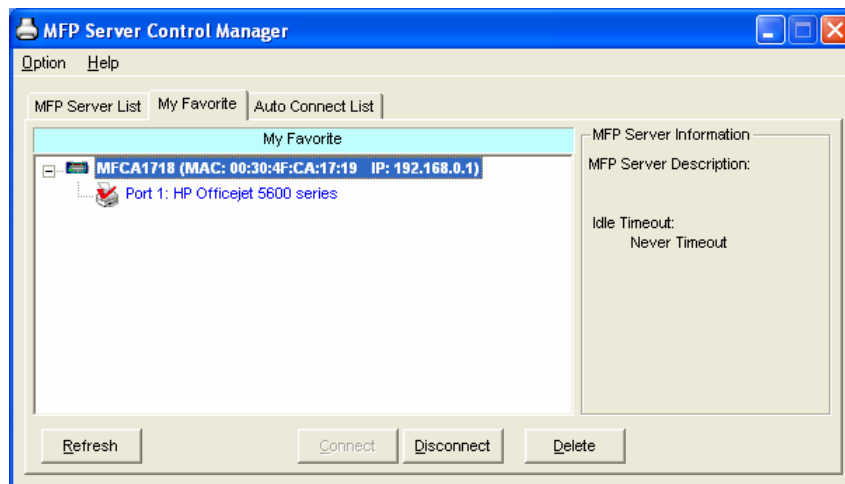 MFP Server Control Manager
Option Help
MFP Server List My Favorite Auto Connect List
My Favorite
MFCA1718 (MAC: 00:30:4F:CA:17:19 IP: 192.168.0.1)
Port 1: HP Officejet 5600 series
MFP Server Information
MFP Server Description:
Idle Timeout:
Never Timeout
Refresh Connect Disconnect Delete